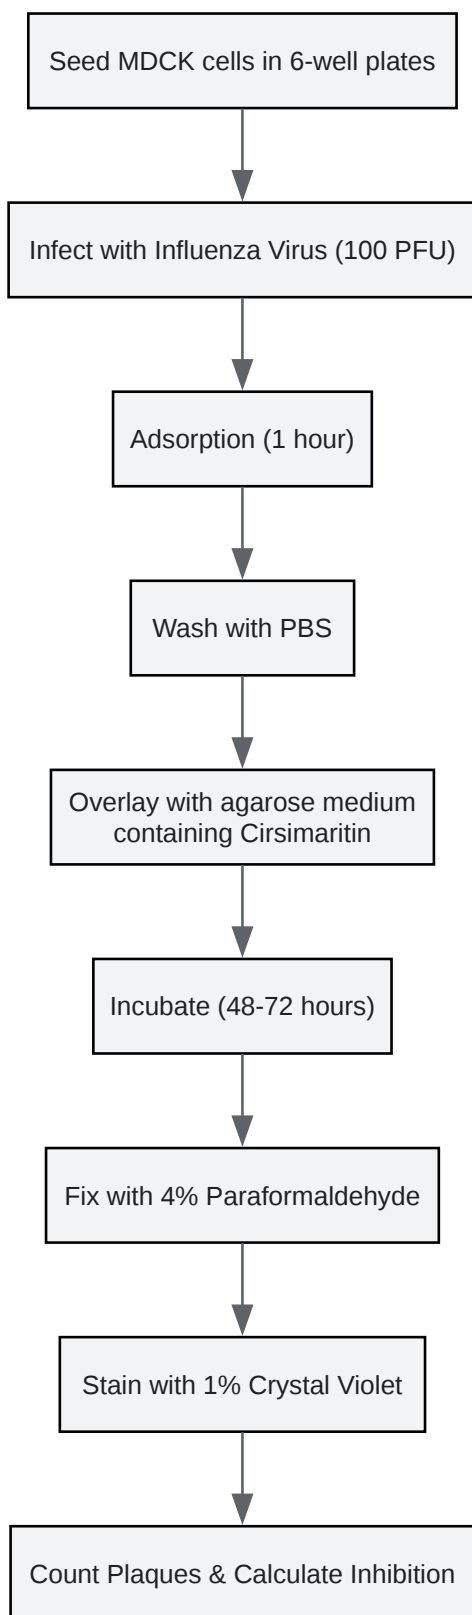 Seed MDCK cells in 6-well plates
Infect with Influenza Virus (100 PFU)
Adsorption (1 hour)
Wash with PBS
Overlay with agarose medium
containing Cirsimaritin
Incubate (48-72 hours)
Fix with 4% Paraformaldehyde
Stain with 1% Crystal Violet
Count Plaques & Calculate Inhibition